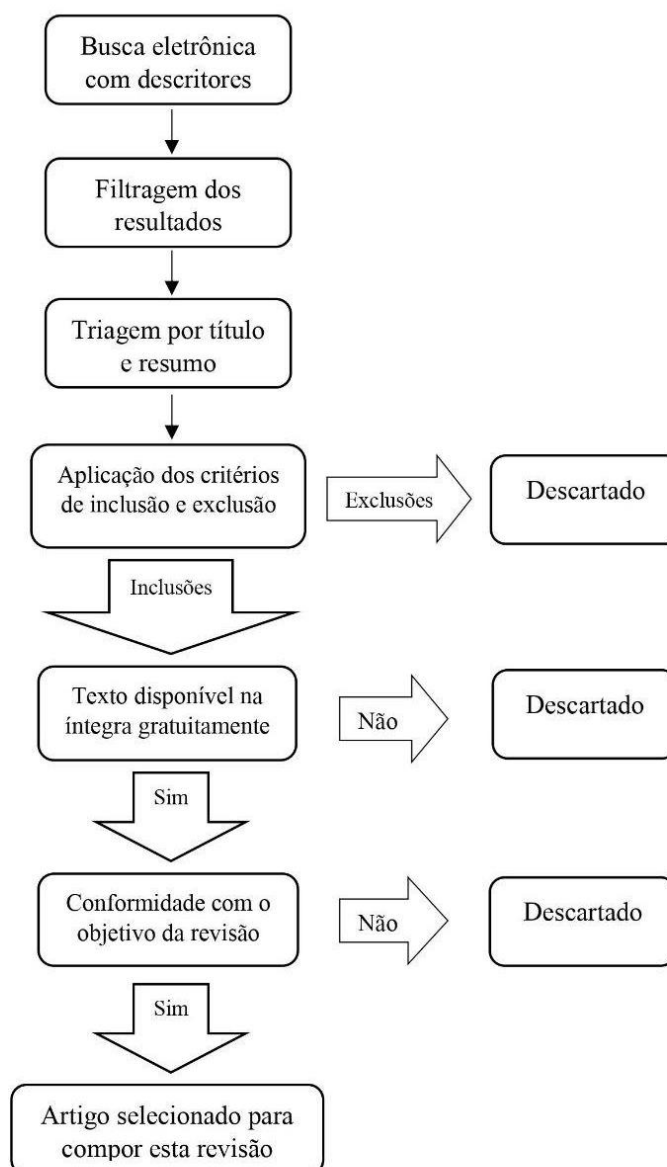 Busca eletrônica
com descritores
Filtragem dos
resultados
Triagem por título
e resumo
Aplicação dos critérios
de inclusão e exclusão
Exclusões
Descartado
Inclusões
Texto disponível na
íntegra gratuitamente
Não
Descartado
Sim
Conformidade com o
objetivo da revisão
Não
Descartado
Sim
Artigo selecionado para
compor esta revisão